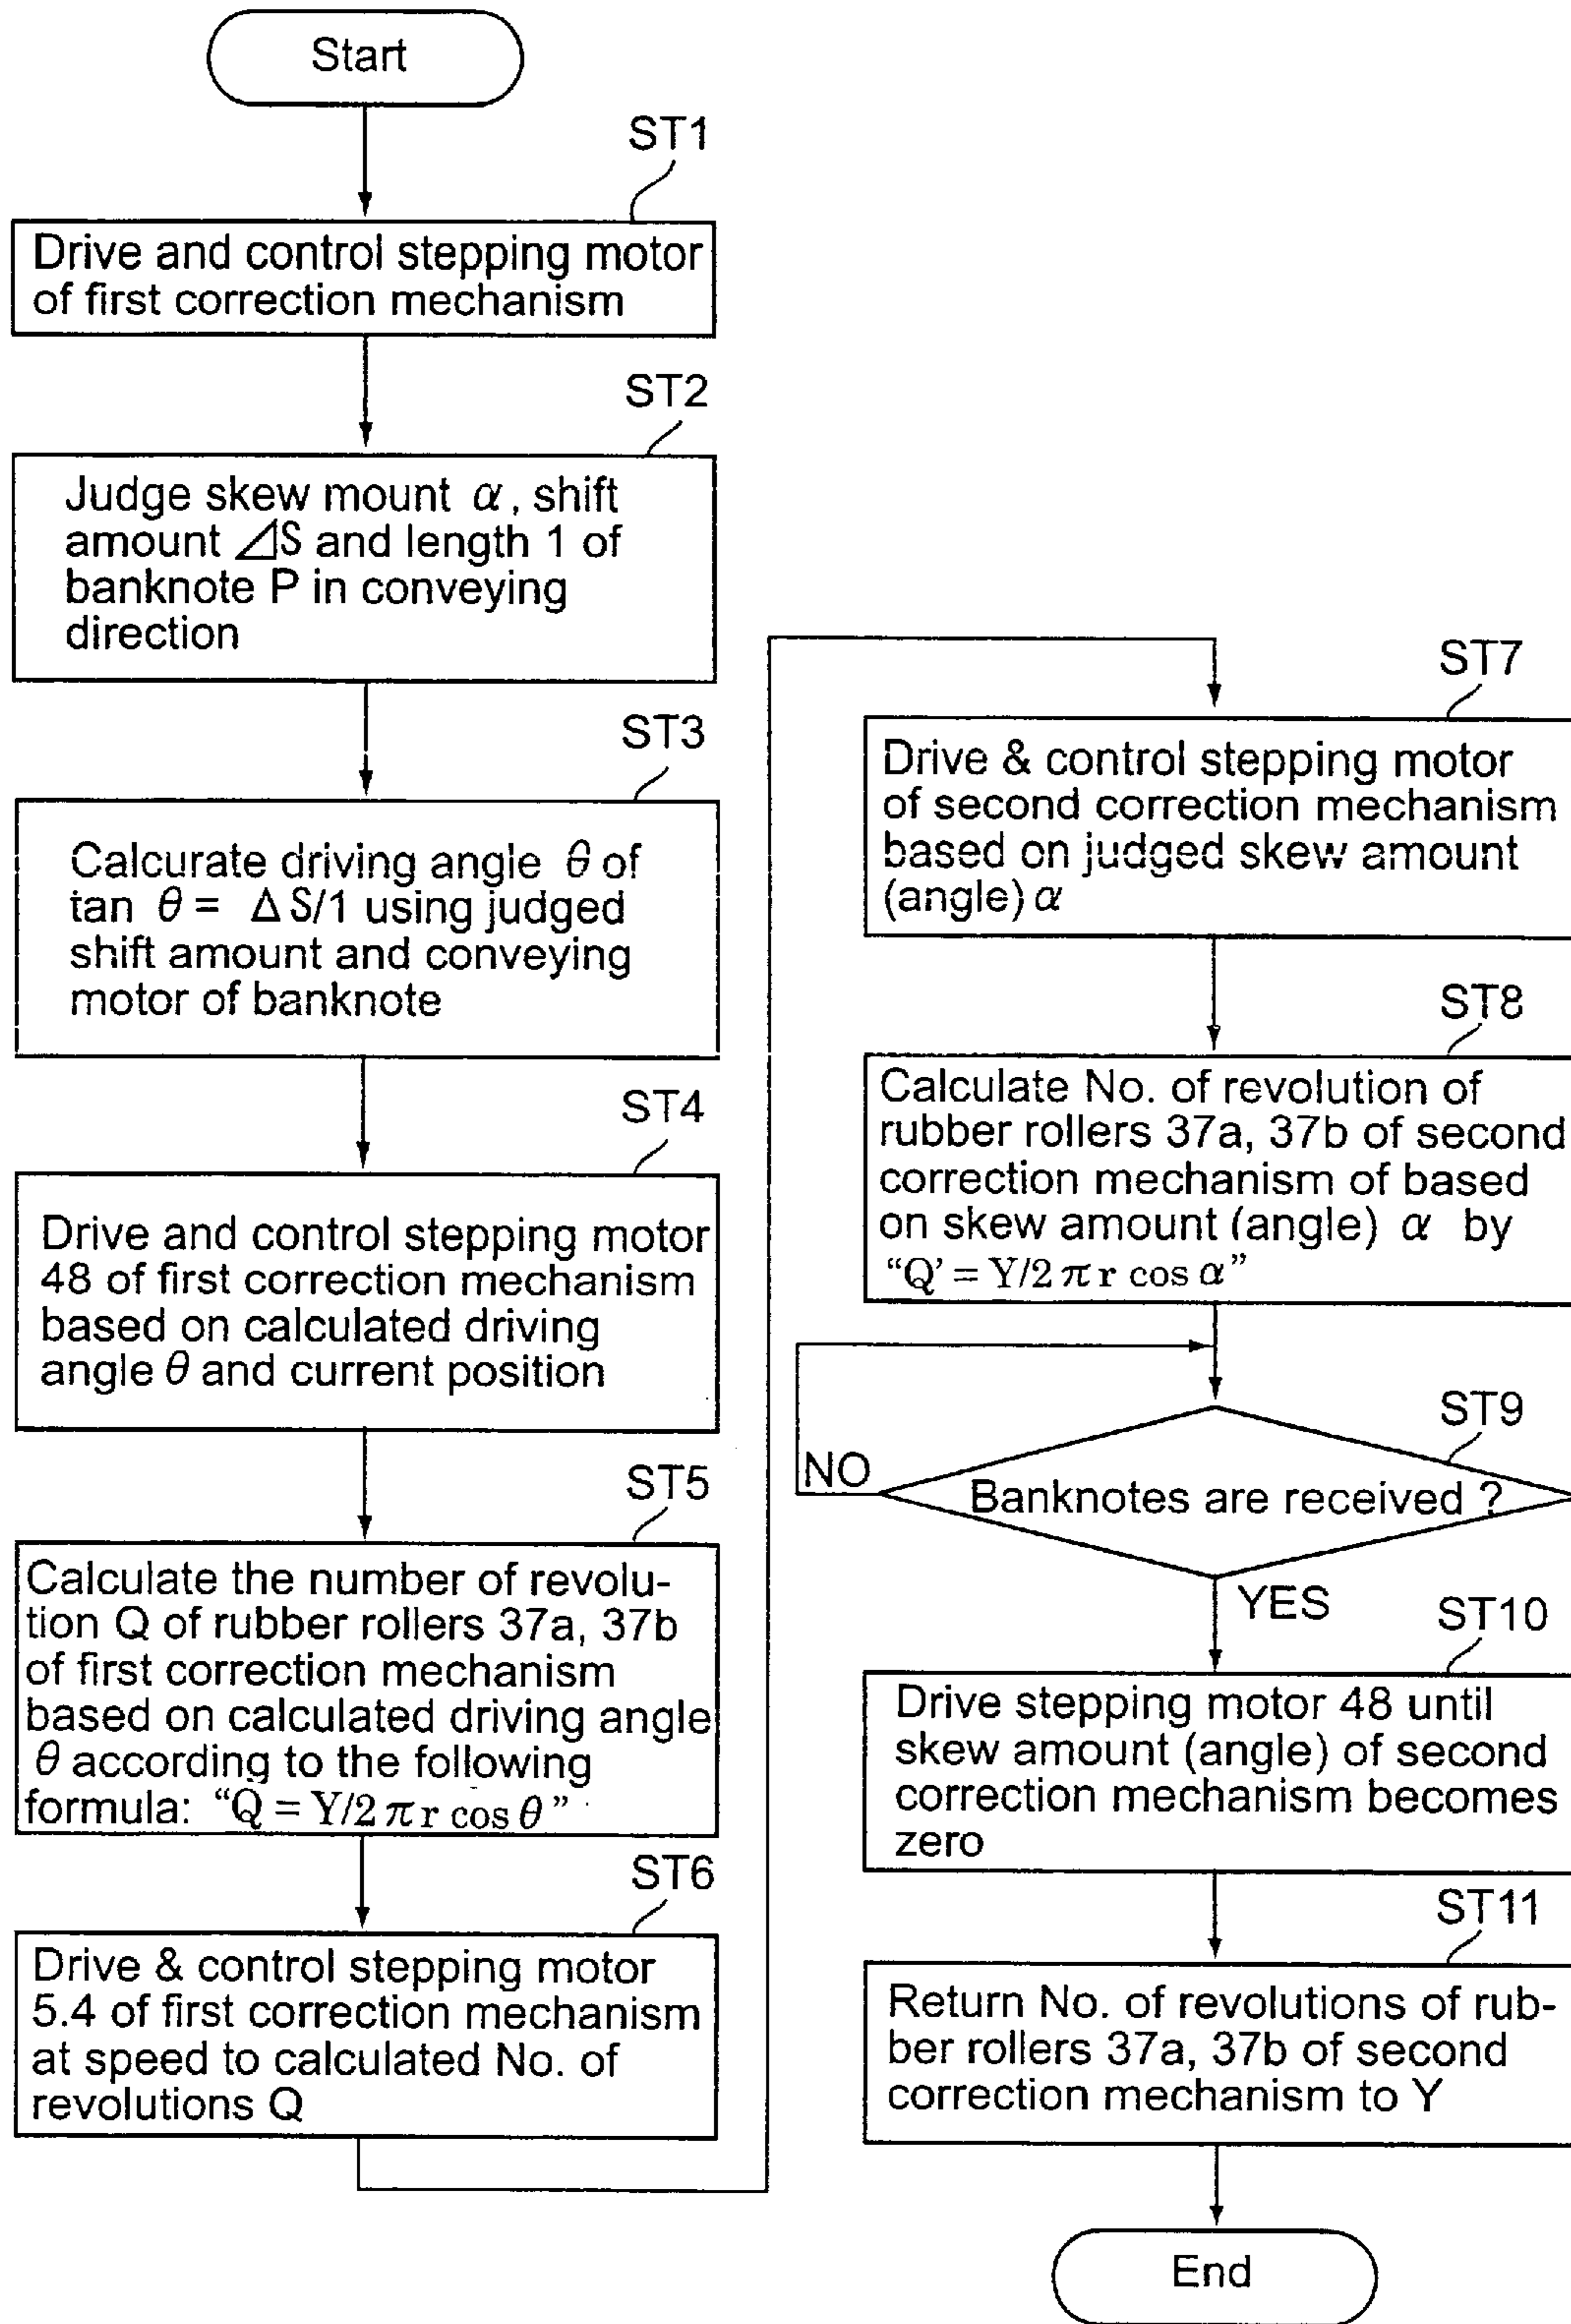 Start
ST1
Drive and control stepping motor
of first correction mechanism
ST2
Judge skew mount α, shift
amount ⊿S and length 1 of
banknote P in conveying
direction
ST3
Calcurate driving angle θ of
tan θ = ΔS/1 using judged
shift amount and conveying
motor of banknote
ST4
Drive and control stepping motor
48 of first correction mechanism
based on calculated driving
angle θ and current position
ST5
Calculate the number of revolu-
tion Q of rubber rollers 37a, 37b
of first correction mechanism
based on calculated driving angle
θ according to the following
formula: “Q = Y/2 π r cos θ”
ST6
Drive & control stepping motor
5.4 of first correction mechanism
at speed to calculated No. of
revolutions Q
ST7
Drive & control stepping motor
of second correction mechanism
based on judged skew amount
(angle) α
ST8
Calculate No. of revolution of
rubber rollers 37a, 37b of second
correction mechanism of based
on skew amount (angle) α by
“Q’ = Y/2 π r cos α”
ST9
NO
Banknotes are received ?
YES
ST10
Drive stepping motor 48 until
skew amount (angle) of second
correction mechanism becomes
zero
ST11
Return No. of revolutions of rub-
ber rollers 37a, 37b of second
correction mechanism to Y
End